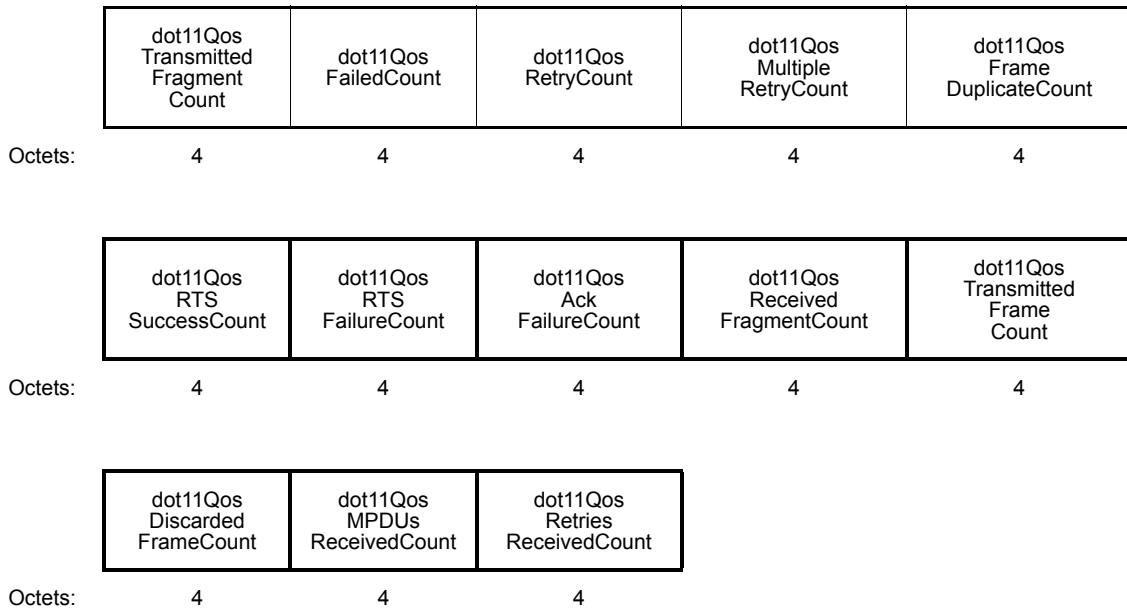 dot11Qos
Transmitted
Fragment
Count
dot11Qos
FailedCount
dot11Qos
RetryCount
dot11Qos
Multiple
RetryCount
dot11Qos
Frame
DuplicateCount
Octets: 4 4 4 4 4
dot11Qos
RTS
SuccessCount
dot11Qos
RTS
FailureCount
dot11Qos
Ack
FailureCount
dot11Qos
Received
FragmentCount
dot11Qos
Transmitted
Frame
Count
Octets: 4 4 4 4 4
dot11Qos
Discarded
FrameCount
dot11Qos
MPDUs
ReceivedCount
dot11Qos
Retries
ReceivedCount
Octets: 4 4 4